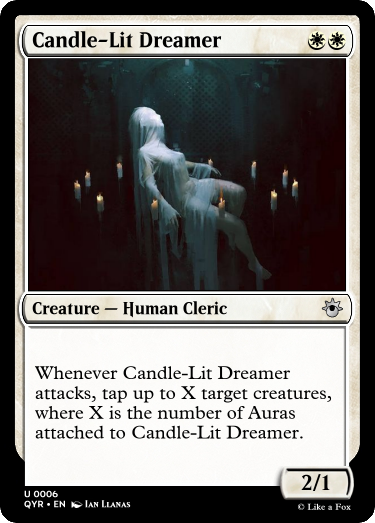 Candle-Lit Dreamer
Creature — Human Cleric
Whenever Candle-Lit Dreamer
attacks, tap up to X target creatures,
where X is the number of Auras
attached to Candle-Lit Dreamer.
2/1
U 0006
QYR • EN Ian Llanas
© Like a Fox